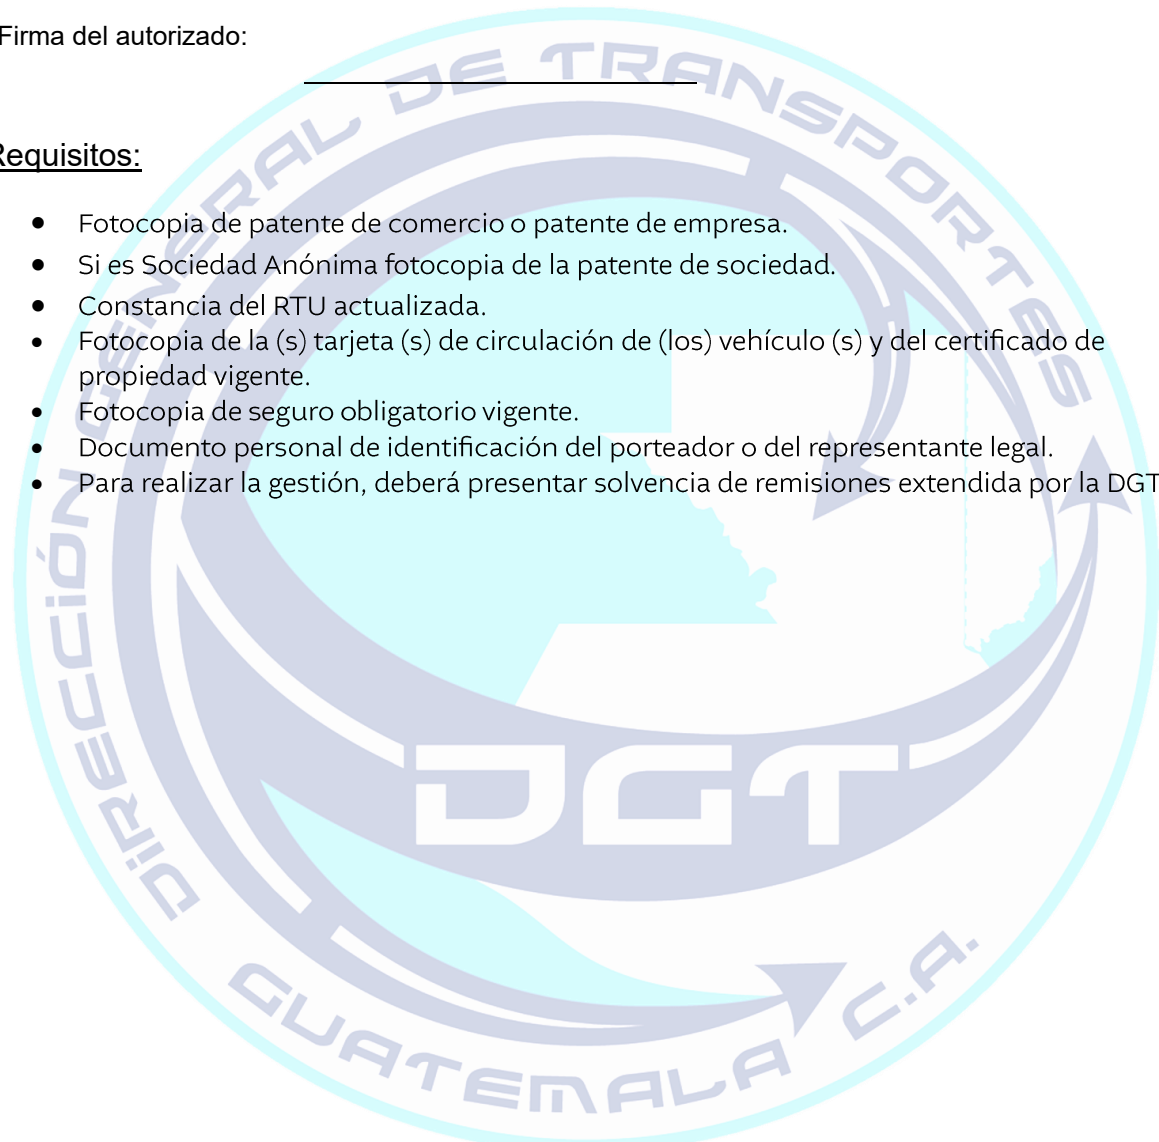 Firma del autorizado:
Requisitos:
• Fotocopia de patente de comercio o patente de empresa.
• Si es Sociedad Anónima fotocopia de la patente de sociedad.
• Constancia del RTU actualizada.
• Fotocopia de la (s) tarjeta (s) de circulación de (los) vehículo (s) y del certificado de
propiedad vigente.
• Fotocopia de seguro obligatorio vigente.
• Documento personal de identificación del porteador o del representante legal.
• Para realizar la gestión, deberá presentar solvencia de remisiones extendida por la DGT
DIRECCIÓN GENERAL DE TRANSPORTES
DGT
GUATEMALA C.A.